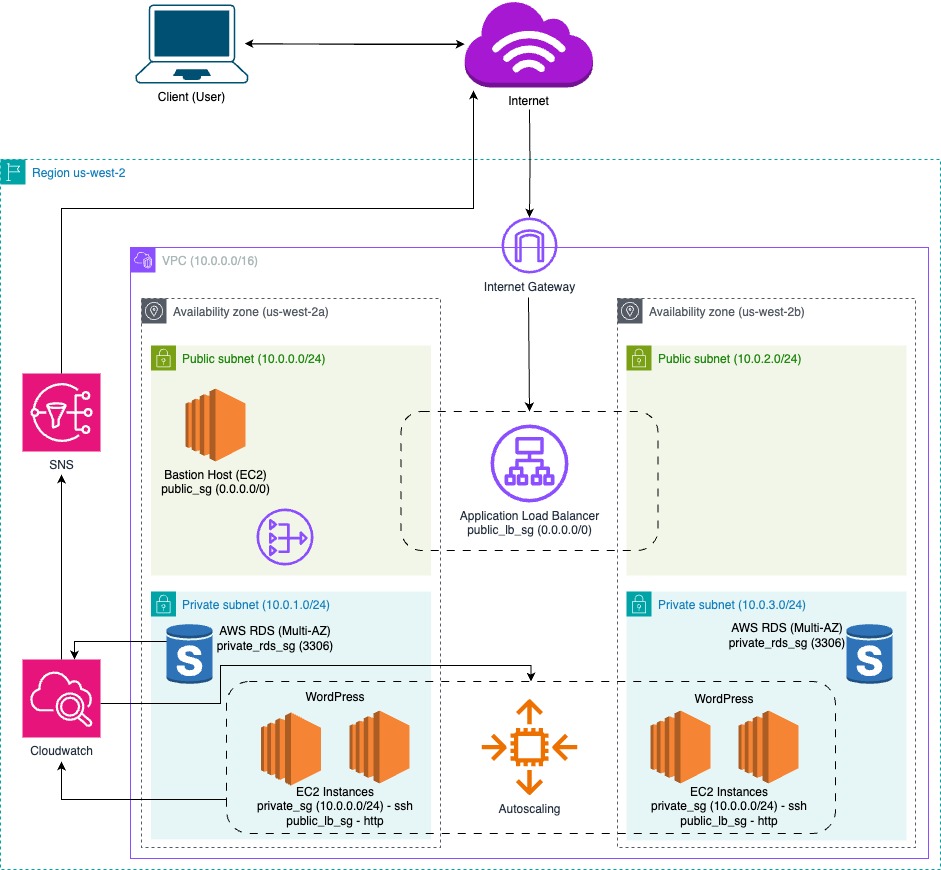 Client (User)
Internet
Region us-west-2
VPC (10.0.0.0/16)
Internet Gateway
Availability zone (us-west-2a)
Availability zone (us-west-2b)
Public subnet (10.0.0.0/24)
Public subnet (10.0.2.0/24)
SNS
Bastion Host (EC2)
public_sg (0.0.0.0/0)
Application Load Balancer
public_lb_sg (0.0.0.0/0)
Private subnet (10.0.1.0/24)
Private subnet (10.0.3.0/24)
S
AWS RDS (Multi-AZ)
private_rds_sg (3306)
AWS RDS (Multi-AZ)
private_rds_sg (3306)
S
Cloudwatch
WordPress
EC2 Instances
private_sg (10.0.0.0/24) - ssh
public_lb_sg - http
Autoscaling
WordPress
EC2 Instances
private_sg (10.0.0.0/24) - ssh
public_lb_sg - http